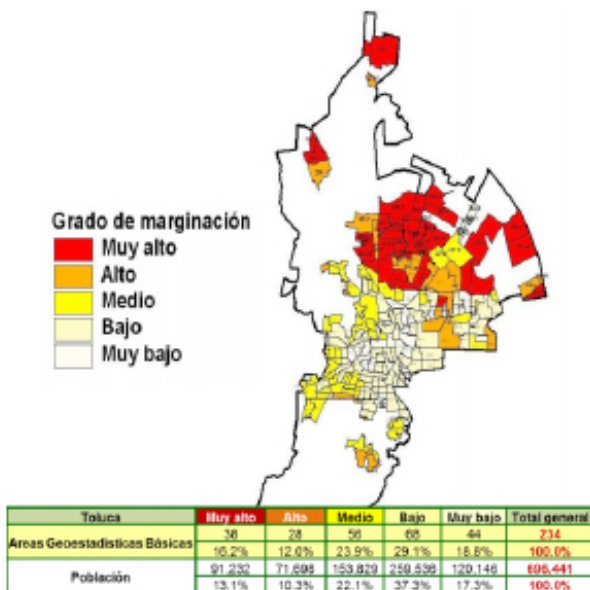 Grado de marginación
Muy alto
Alto
Medio
Bajo
Muy bajo
Toluca Muy alto Alto Medio Bajo Muy bajo Total general
Areas Geoestadísticas Básicas 38 28 56 68 44 234
16.2% 12.0% 23.9% 29.1% 18.8% 100.0%
Población 91,232 71,698 153,829 259,536 120,146 696,441
13.1% 10.3% 22.1% 37.3% 17.3% 100.0%